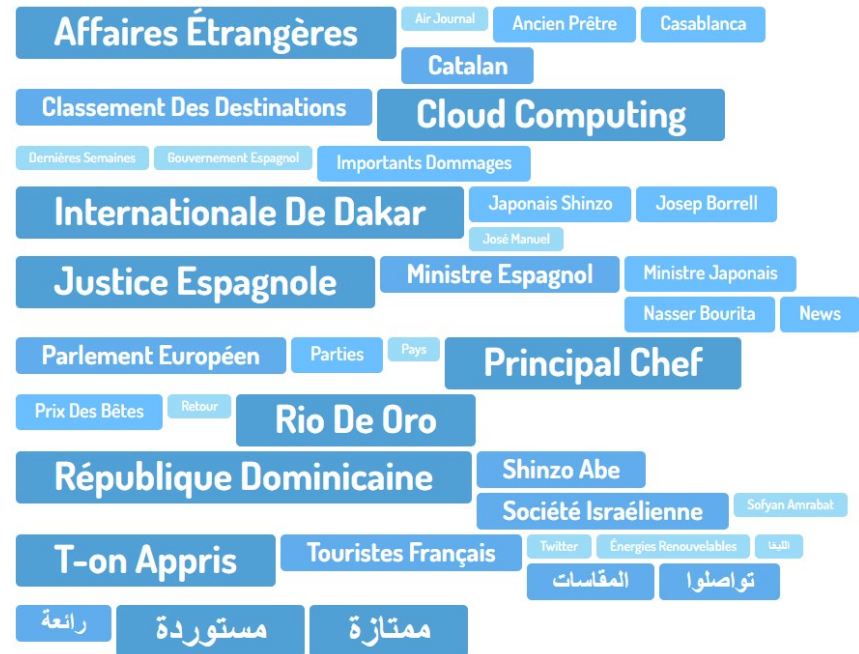 Affaires Étrangères Air Journal Ancien Prêtre Casablanca
Catalan
Classement Des Destinations Cloud Computing
Dernières Semaines Gouvernement Espagnol Importants Dommages
Internationale De Dakar Japonais Shinzo Josep Borrell
José Manuel
Justice Espagnole Ministre Espagnol Ministre Japonais
Nasser Bourita News
Parlement Européen Parties Pays Principal Chef
Prix Des Bêtes Retour Rio De Oro
République Dominicaine Shinzo Abe
Société Israélienne Sofyan Amrabat
T-on Appris Touristes Français Twitter Énergies Renouvelables الليغا
المقاسات تواصلوا
رائعة مستوردة ممتازة